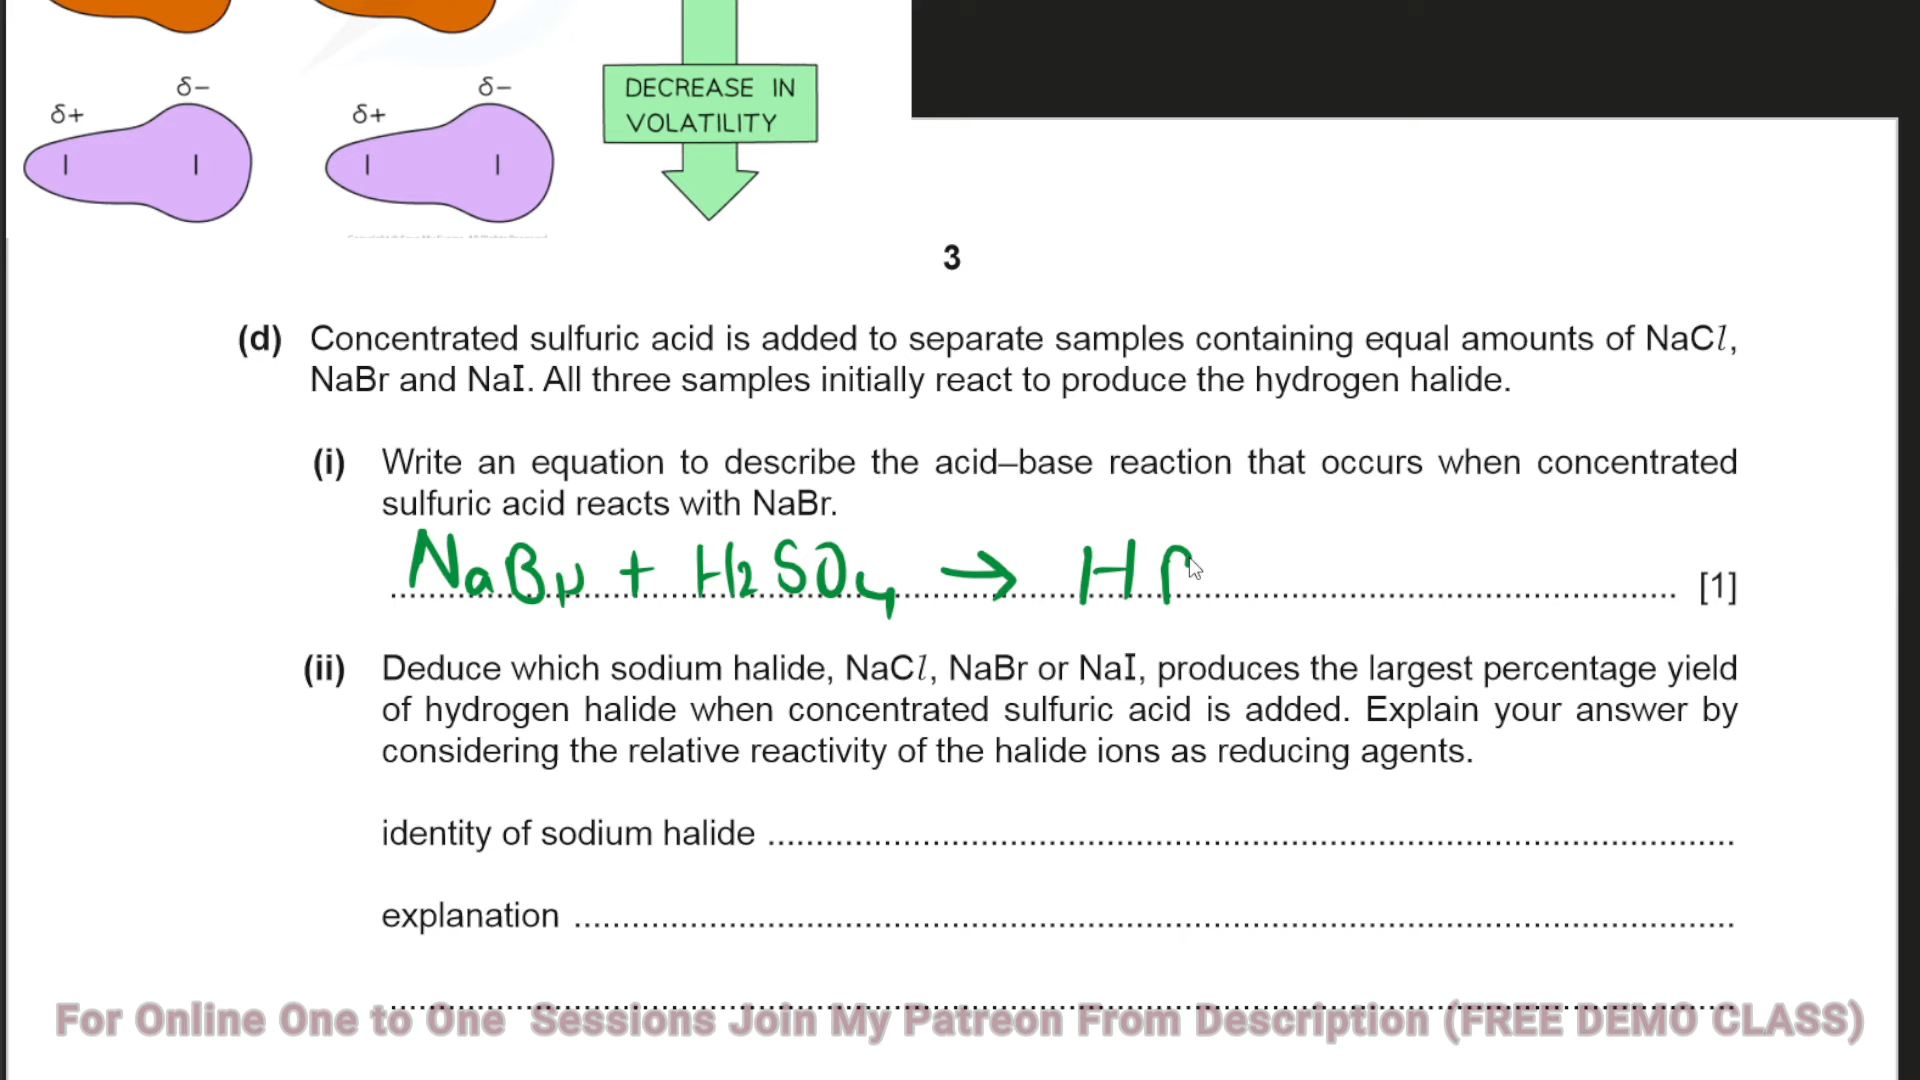 δ− δ−
δ+ δ+
I I I I
DECREASE IN
VOLATILITY
3
(d) Concentrated sulfuric acid is added to separate samples containing equal amounts of NaCl,
NaBr and NaI. All three samples initially react to produce the hydrogen halide.
(i) Write an equation to describe the acid–base reaction that occurs when concentrated
sulfuric acid reacts with NaBr.
NaBr + H2SO4 → H [1]
(ii) Deduce which sodium halide, NaCl, NaBr or NaI, produces the largest percentage yield
of hydrogen halide when concentrated sulfuric acid is added. Explain your answer by
considering the relative reactivity of the halide ions as reducing agents.
identity of sodium halide ................................................................................
explanation ................................................................................................
................................................................................................................
For Online One to One Sessions Join My Patreon From Description (FREE DEMO CLASS)